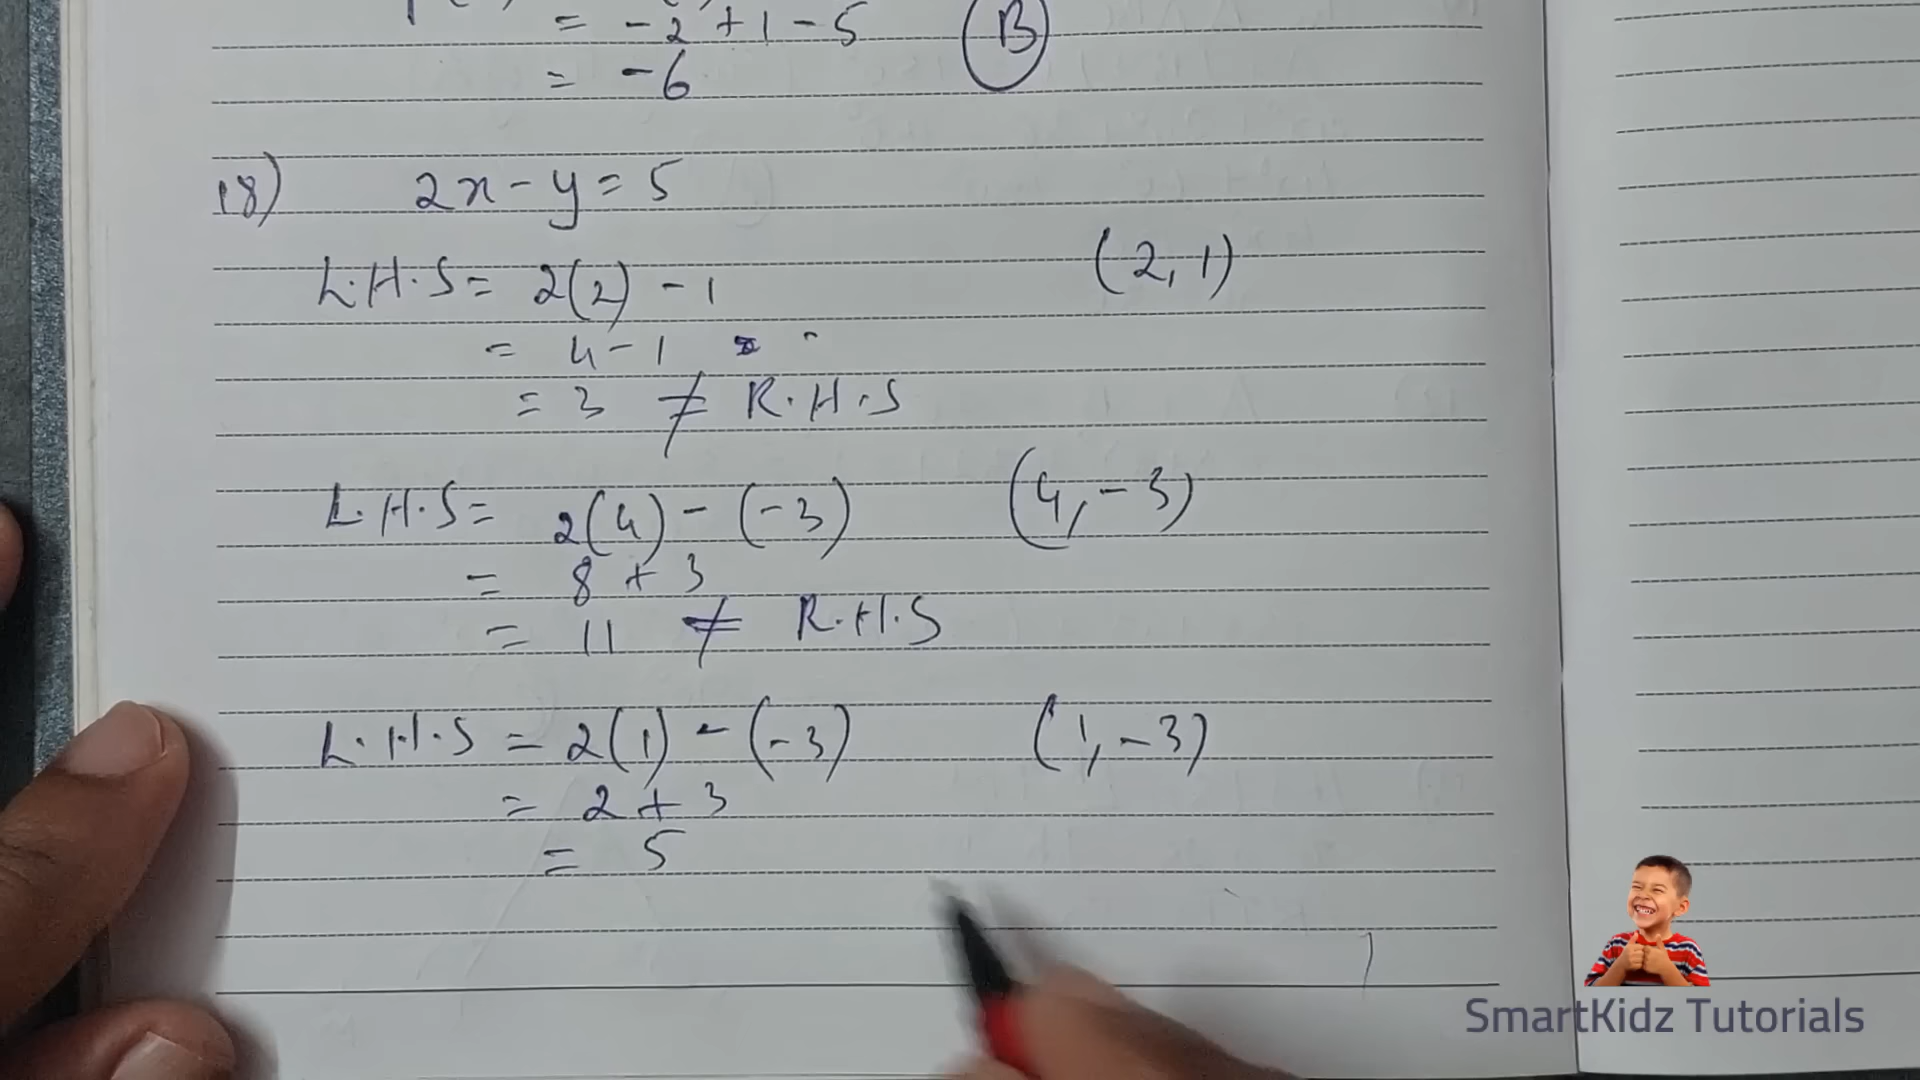 = -2 + 1 - 5 B
= -6
18) 2x - y = 5
L.H.S = 2(2) - 1 (2, 1)
= 4 - 1
= 3 ≠ R.H.S
L.H.S = 2(4) - (-3) (4, -3)
= 8 + 3
= 11 ≠ R.H.S
L.H.S = 2(1) - (-3) (1, -3)
= 2 + 3
= 5
SmartKidz Tutorials